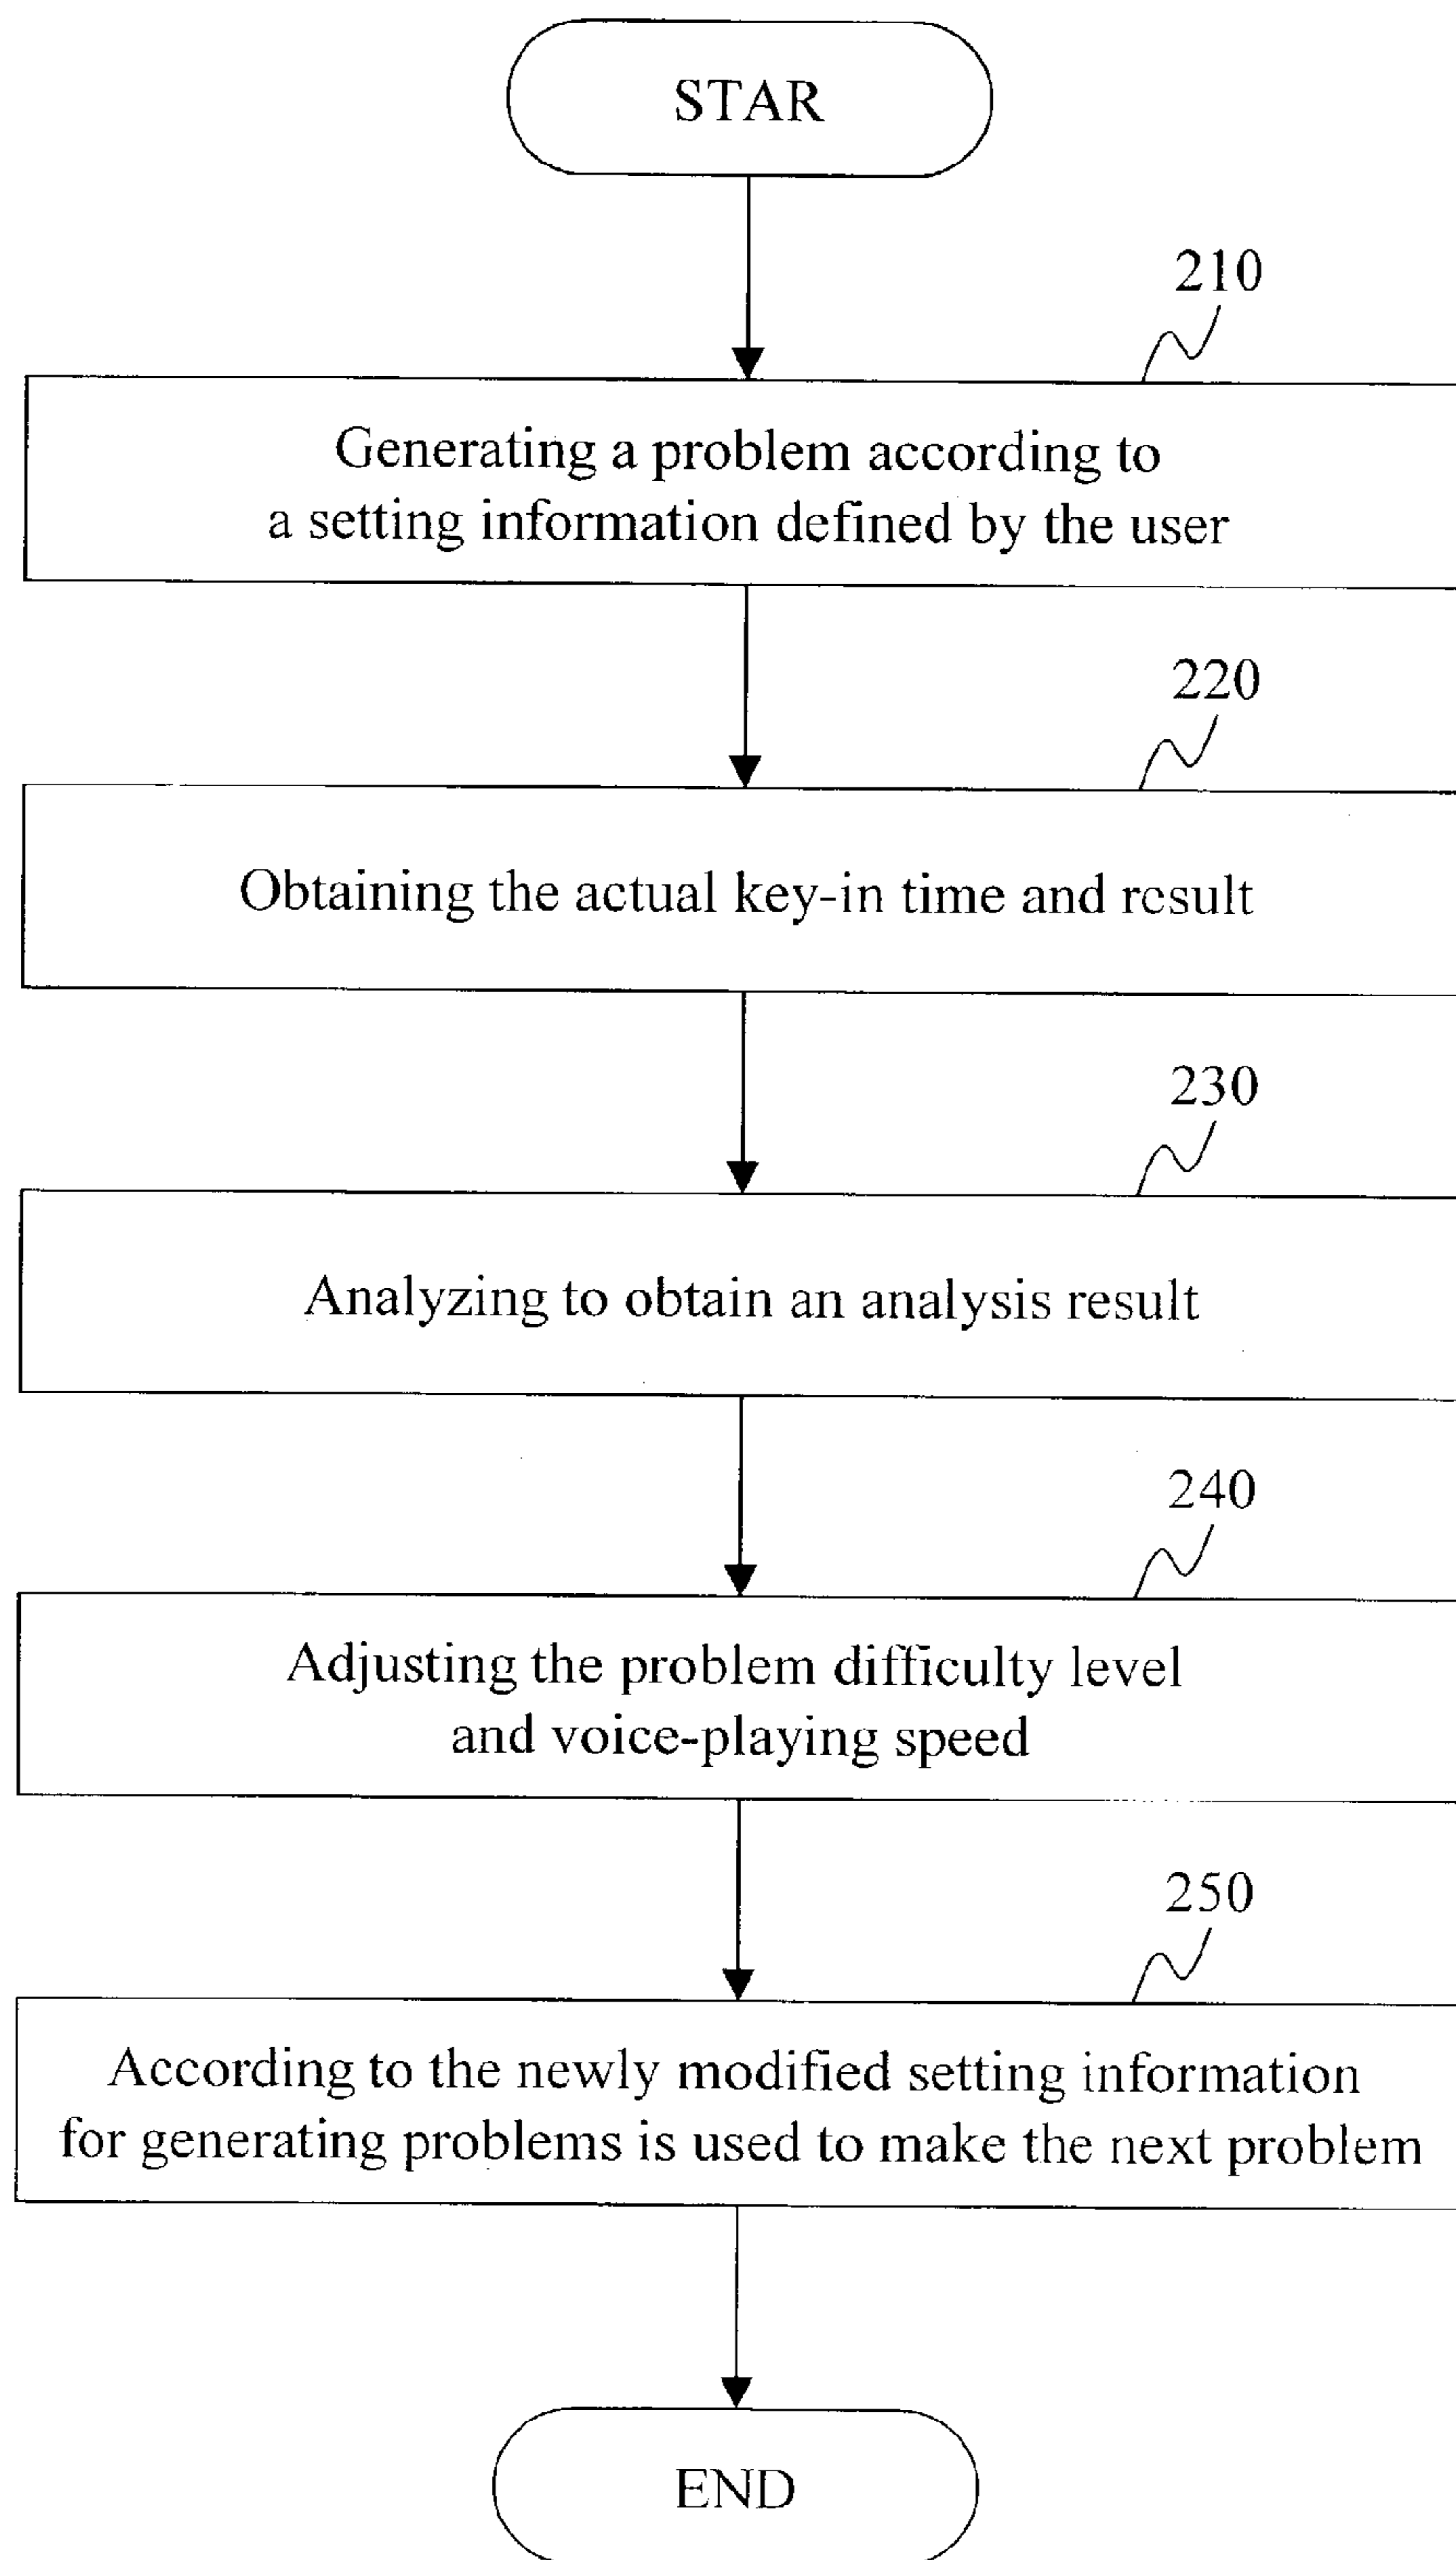 STAR
210
Generating a problem according to
a setting information defined by the user
220
Obtaining the actual key-in time and result
230
Analyzing to obtain an analysis result
240
Adjusting the problem difficulty level
and voice-playing speed
250
According to the newly modified setting information
for generating problems is used to make the next problem
END